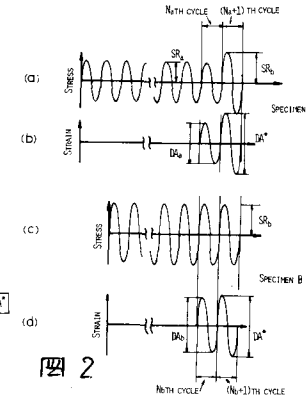 NaTH CYCLE (Na+1)TH CYCLE
(a)
STRESS
SRa
SRb
SPECIMEN
(b)
STRAIN
DAa
DA*
(c)
STRESS
SRb
SPECIMEN B
(d)
STRAIN
DAb
DA*
図 2
NbTH CYCLE (Nb+1)TH CYCLE